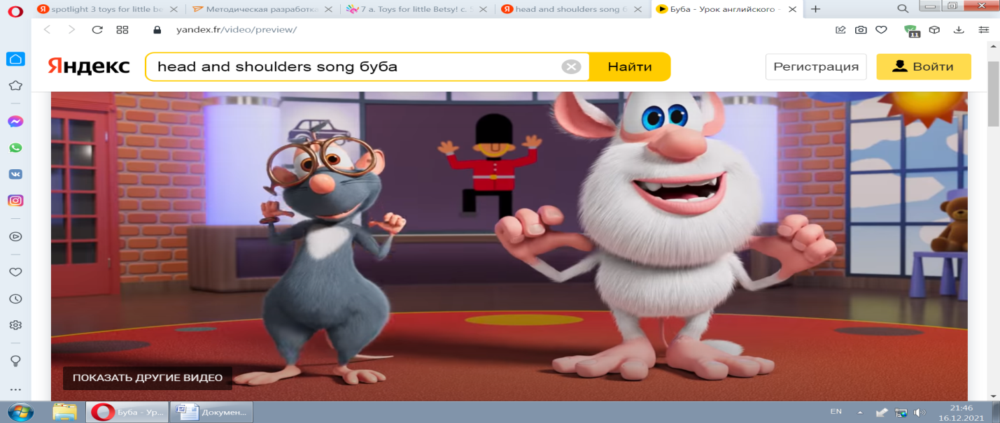 spotlight 3 toys for little be
Методическая разработка
7 a. Toys for little Betsy! с. 5
head and shoulders song б
Буба - Урок английского -
yandex.fr/video/preview/
11
Яндекс
head and shoulders song буба
Найти
Регистрация
Войти
ПОКАЗАТЬ ДРУГИЕ ВИДЕО
Буба - Ур...
Докумен...
EN
21:46
16.12.2021